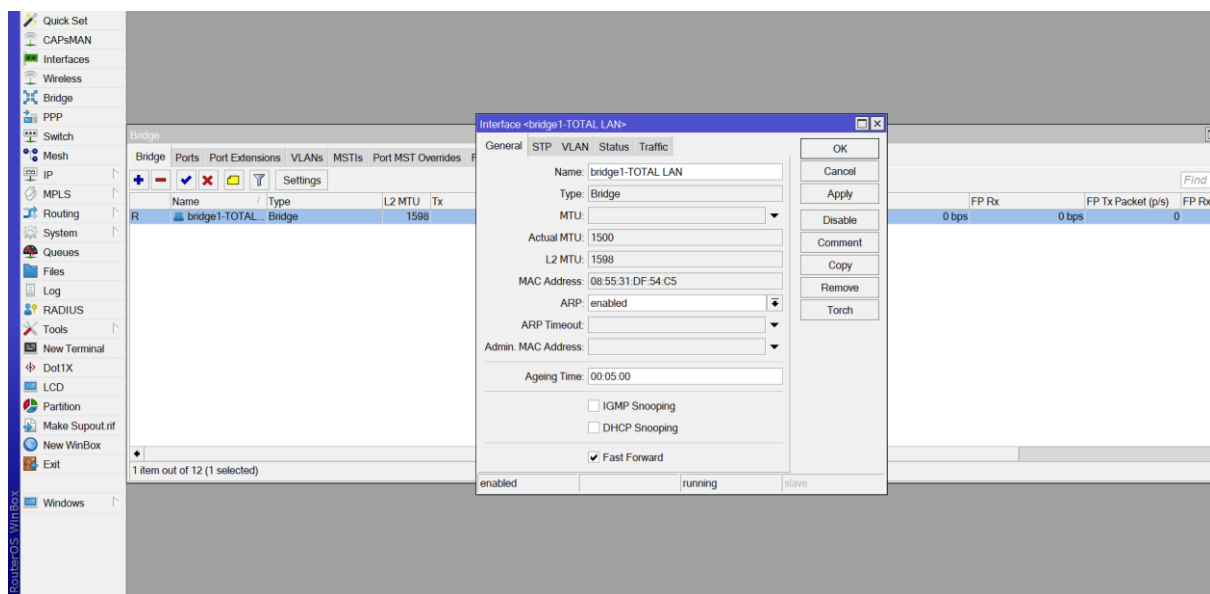 Quick Set
CAPsMAN
Interfaces
Wireless
Bridge
PPP
Switch
Mesh
IP
MPLS
Routing
System
Queues
Files
Log
RADIUS
Tools
New Terminal
Dot1X
LCD
Partition
Make Supout.rif
New WinBox
Exit
Windows
RouterOS WinBox
Bridge
Bridge Ports Port Extensions VLANs MSTIs Port MST Overrides F
Settings
Find
Name / Type L2 MTU Tx FP Rx FP Tx Packet (p/s) FP Rx
R bridge1-TOTAL... Bridge 1598 0 bps 0 bps 0
1 item out of 12 (1 selected)
Interface <bridge1-TOTAL LAN>
General STP VLAN Status Traffic
Name: bridge1-TOTAL LAN
Type: Bridge
MTU:
Actual MTU: 1500
L2 MTU: 1598
MAC Address: 08:55:31:DF:54:C5
ARP: enabled
ARP Timeout:
Admin. MAC Address:
Ageing Time: 00:05:00
IGMP Snooping
DHCP Snooping
Fast Forward
OK
Cancel
Apply
Disable
Comment
Copy
Remove
Torch
enabled running slave